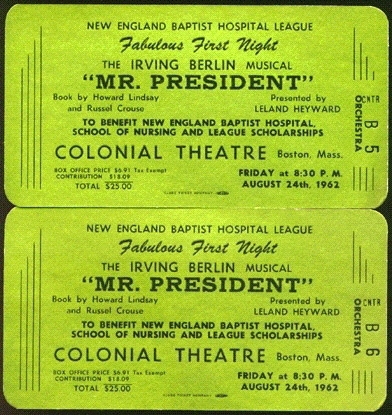 NEW ENGLAND BAPTIST HOSPITAL LEAGUE
Fabulous First Night
THE IRVING BERLIN MUSICAL
"MR. PRESIDENT"
Book by Howard Lindsay Presented by
and Russel Crouse LELAND HEYWARD
TO BENEFIT NEW ENGLAND BAPTIST HOSPITAL,
SCHOOL OF NURSING AND LEAGUE SCHOLARSHIPS
COLONIAL THEATRE Boston, Mass.
BOX OFFICE PRICE $6.91 Tax Exempt
CONTRIBUTION $18.09
TOTAL $25.00
FRIDAY at 8:30 P. M.
AUGUST 24th, 1962
GLOBE TICKET COMPANY
CNTR
B 5
ORCHESTRA
NEW ENGLAND BAPTIST HOSPITAL LEAGUE
Fabulous First Night
THE IRVING BERLIN MUSICAL
"MR. PRESIDENT"
Book by Howard Lindsay Presented by
and Russel Crouse LELAND HEYWARD
TO BENEFIT NEW ENGLAND BAPTIST HOSPITAL,
SCHOOL OF NURSING AND LEAGUE SCHOLARSHIPS
COLONIAL THEATRE Boston, Mass.
BOX OFFICE PRICE $6.91 Tax Exempt
CONTRIBUTION $18.09
TOTAL $25.00
FRIDAY at 8:30 P. M.
AUGUST 24th, 1962
GLOBE TICKET COMPANY
CNTR
B 6
ORCHESTRA